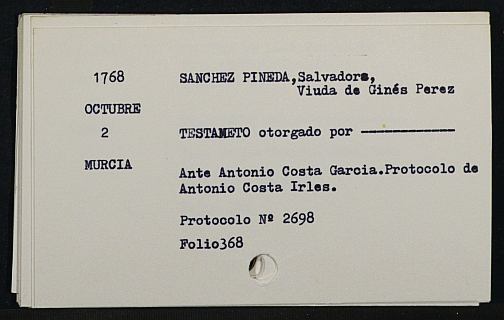 1768 SANCHEZ PINEDA,Salvadora,
Viuda de Ginés Perez
OCTUBRE
2 TESTAMETO otorgado por -------------
MURCIA Ante Antonio Costa Garcia.Protocolo de
Antonio Costa Irles.
Protocolo Nº 2698
Folio368